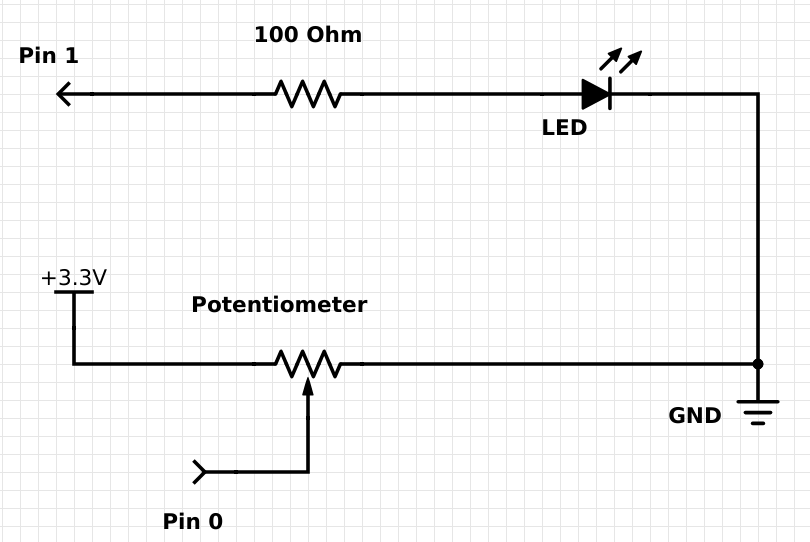 100 Ohm
Pin 1
LED
+3.3V
Potentiometer
GND
Pin 0